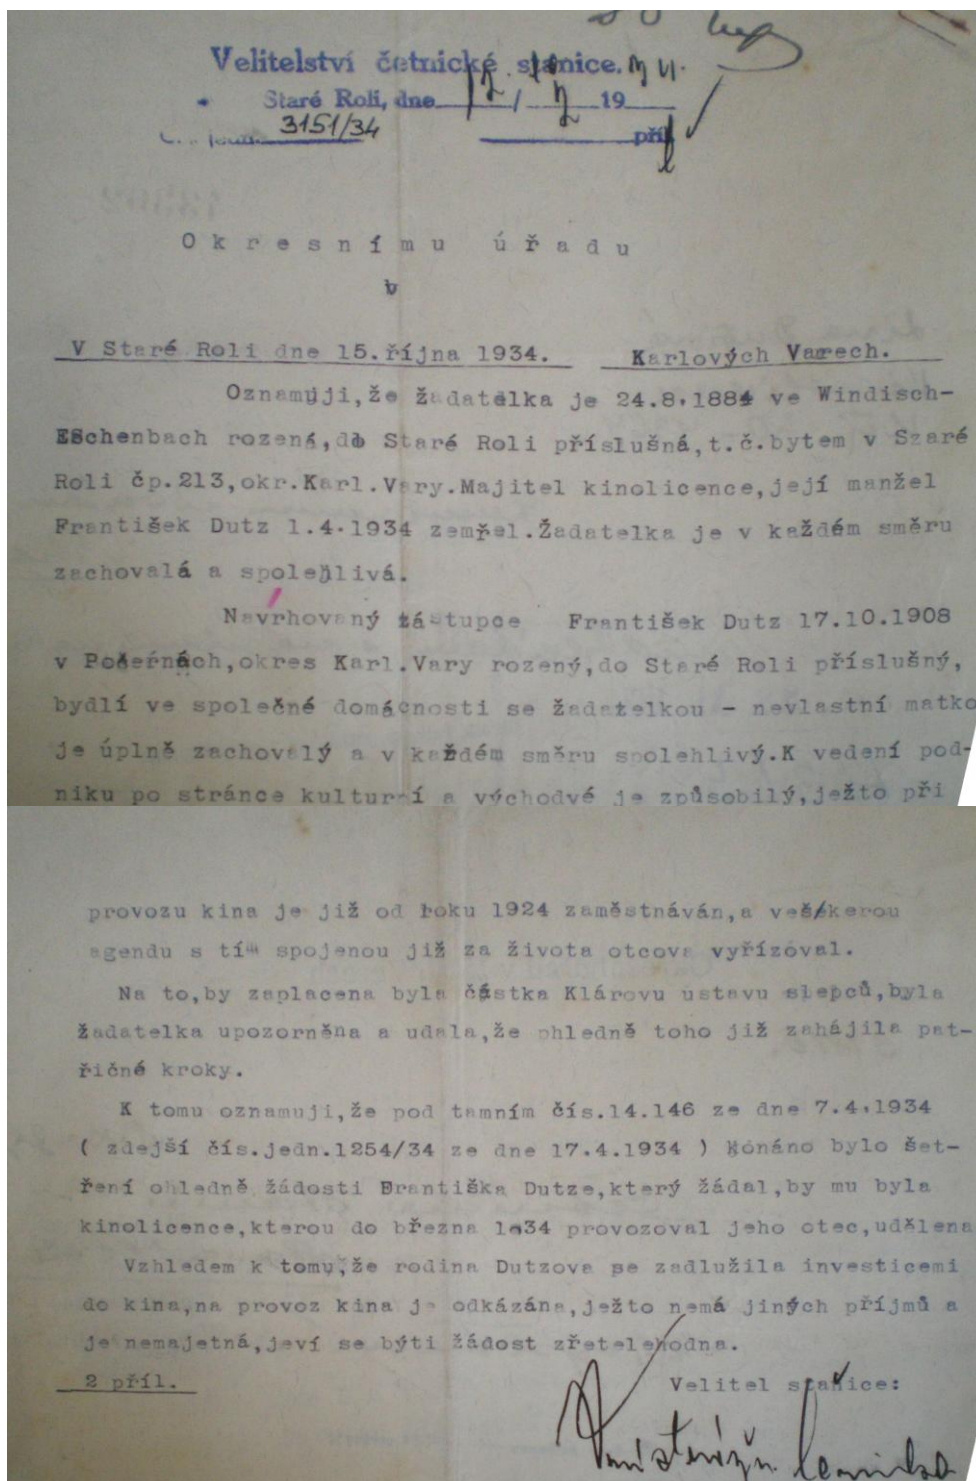 Velitelství četnické stanice.
Staré Roli, dne 12 / 19
3151/34 příl
Okresnímu úřadu
v
V Staré Roli dne 15.října 1934. Karlových Varech.
Oznamuji,že žadatelka je 24.8.1884 ve Windisch-
ESchenbach rozená,do Staré Roli příslušná,t.č.bytem v Szaré
Roli čp.213,okr.Karl.Vary.Majitel kinolicence,její manžel
František Dutz 1.4.1934 zemřel.Žadatelka je v každém směru
zachovalá a spolehlivá.
Navrhovaný zástupce František Dutz 17.10.1908
v Počernách,okres Karl.Vary rozený,do Staré Roli příslušný,
bydlí ve společné domácnosti se žadatelkou - nevlastní matko
je úplně zachovalý a v každém směru spolehlivý.K vedení pod-
niku po stránce kulturní a východvé je způsobilý,ježto při
provozu kina je již od roku 1924 zaměstnáván,a veškerou
agendu s tím spojenou již za života otcova vyřizoval.
Na to,by zaplacena byla částka Klárovu ústavu slepců,byla
žadatelka upozorněna a udala,že ohledně toho již zahájila pat-
řičné kroky.
K tomu oznamuji,že pod tamním čís.14.146 ze dne 7.4.1934
( zdejší čís.jedn.1254/34 ze dne 17.4.1934 ) konáno bylo šet-
ření ohledně žádosti Františka Dutze,který žádal,by mu byla
kinolicence,kterou do března 1934 provozoval jeho otec,udělena
Vzhledem k tomu,že rodina Dutzova se zadlužila investicemi
do kina,na provoz kina je odkázána,ježto nemá jiných příjmů a
je nemajetná,jeví se býti žádost zřetelehodna.
2 příl. Velitel stanice: